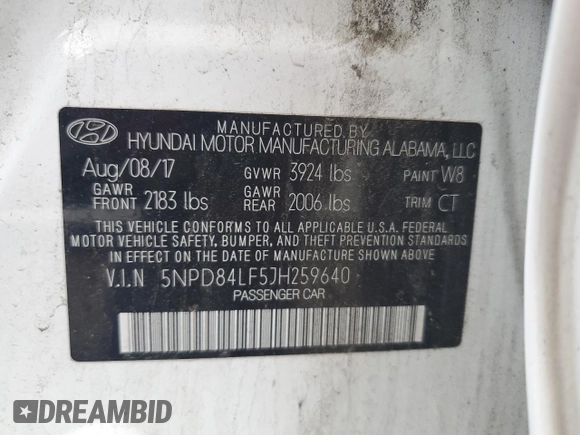 MANUFACTURED BY
HYUNDAI MOTOR MANUFACTURING ALABAMA, LLC
Aug/08/17 GVWR 3924 lbs PAINT W8
GAWR FRONT 2183 lbs GAWR REAR 2006 lbs TRIM CT
THIS VEHICLE CONFORMS TO ALL APPLICABLE U.S.A. FEDERAL
MOTOR VEHICLE SAFETY, BUMPER, AND THEFT PREVENTION STANDARDS
IN EFFECT ON THE DATE OF MANUFACTURE SHOWN ABOVE.
V.I.N 5NPD84LF5JH259640
PASSENGER CAR
DREAMBID